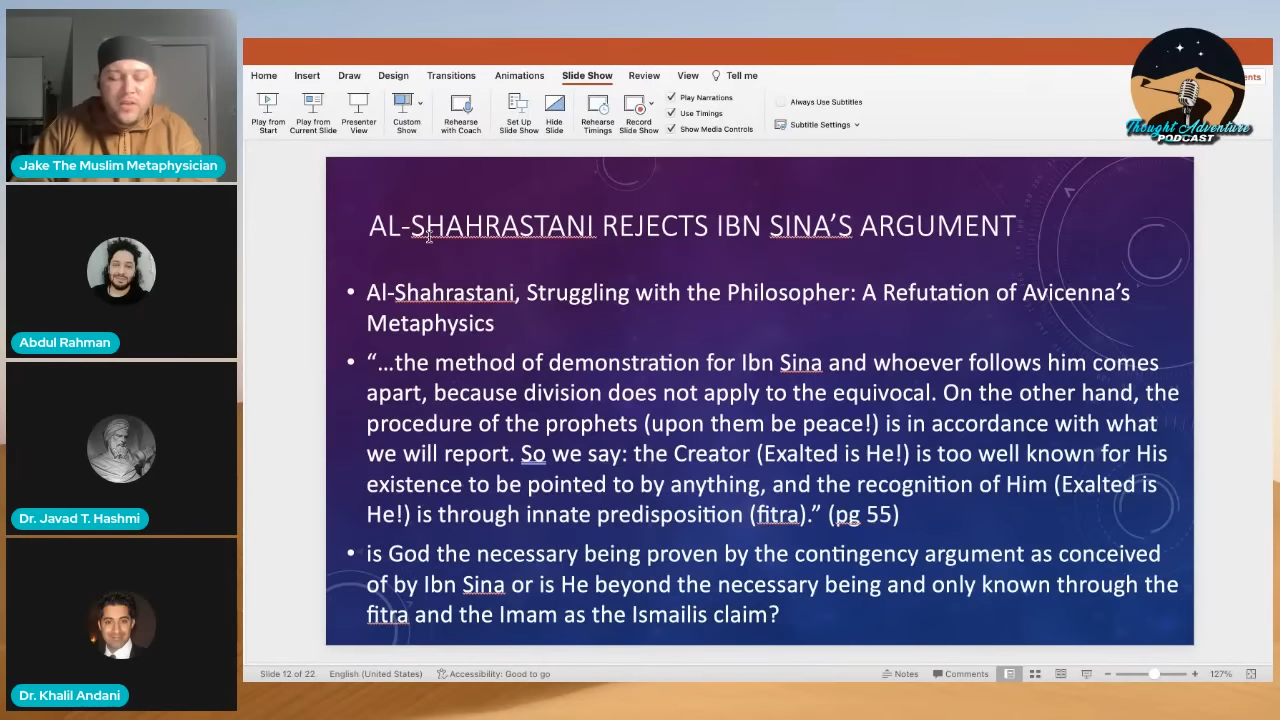 Jake The Muslim Metaphysician
Abdul Rahman
Dr. Javad T. Hashmi
Dr. Khalil Andani
Thought Adventure
PODCAST
Home Insert Draw Design Transitions Animations Slide Show Review View Tell me
Play from Start
Play from Current Slide
Presenter View
Custom Show
Rehearse with Coach
Set Up Slide Show
Hide Slide
Rehearse Timings
Record Slide Show
Play Narrations
Use Timings
Show Media Controls
Always Use Subtitles
Subtitle Settings
AL-SHAHRASTANI REJECTS IBN SINA’S ARGUMENT
• Al-Shahrastani, Struggling with the Philosopher: A Refutation of Avicenna’s
Metaphysics
• “…the method of demonstration for Ibn Sina and whoever follows him comes
apart, because division does not apply to the equivocal. On the other hand, the
procedure of the prophets (upon them be peace!) is in accordance with what
we will report. So we say: the Creator (Exalted is He!) is too well known for His
existence to be pointed to by anything, and the recognition of Him (Exalted is
He!) is through innate predisposition (fitra).” (pg 55)
• is God the necessary being proven by the contingency argument as conceived
of by Ibn Sina or is He beyond the necessary being and only known through the
fitra and the Imam as the Ismailis claim?
Slide 12 of 22 English (United States) Accessibility: Good to go Notes Comments 127%